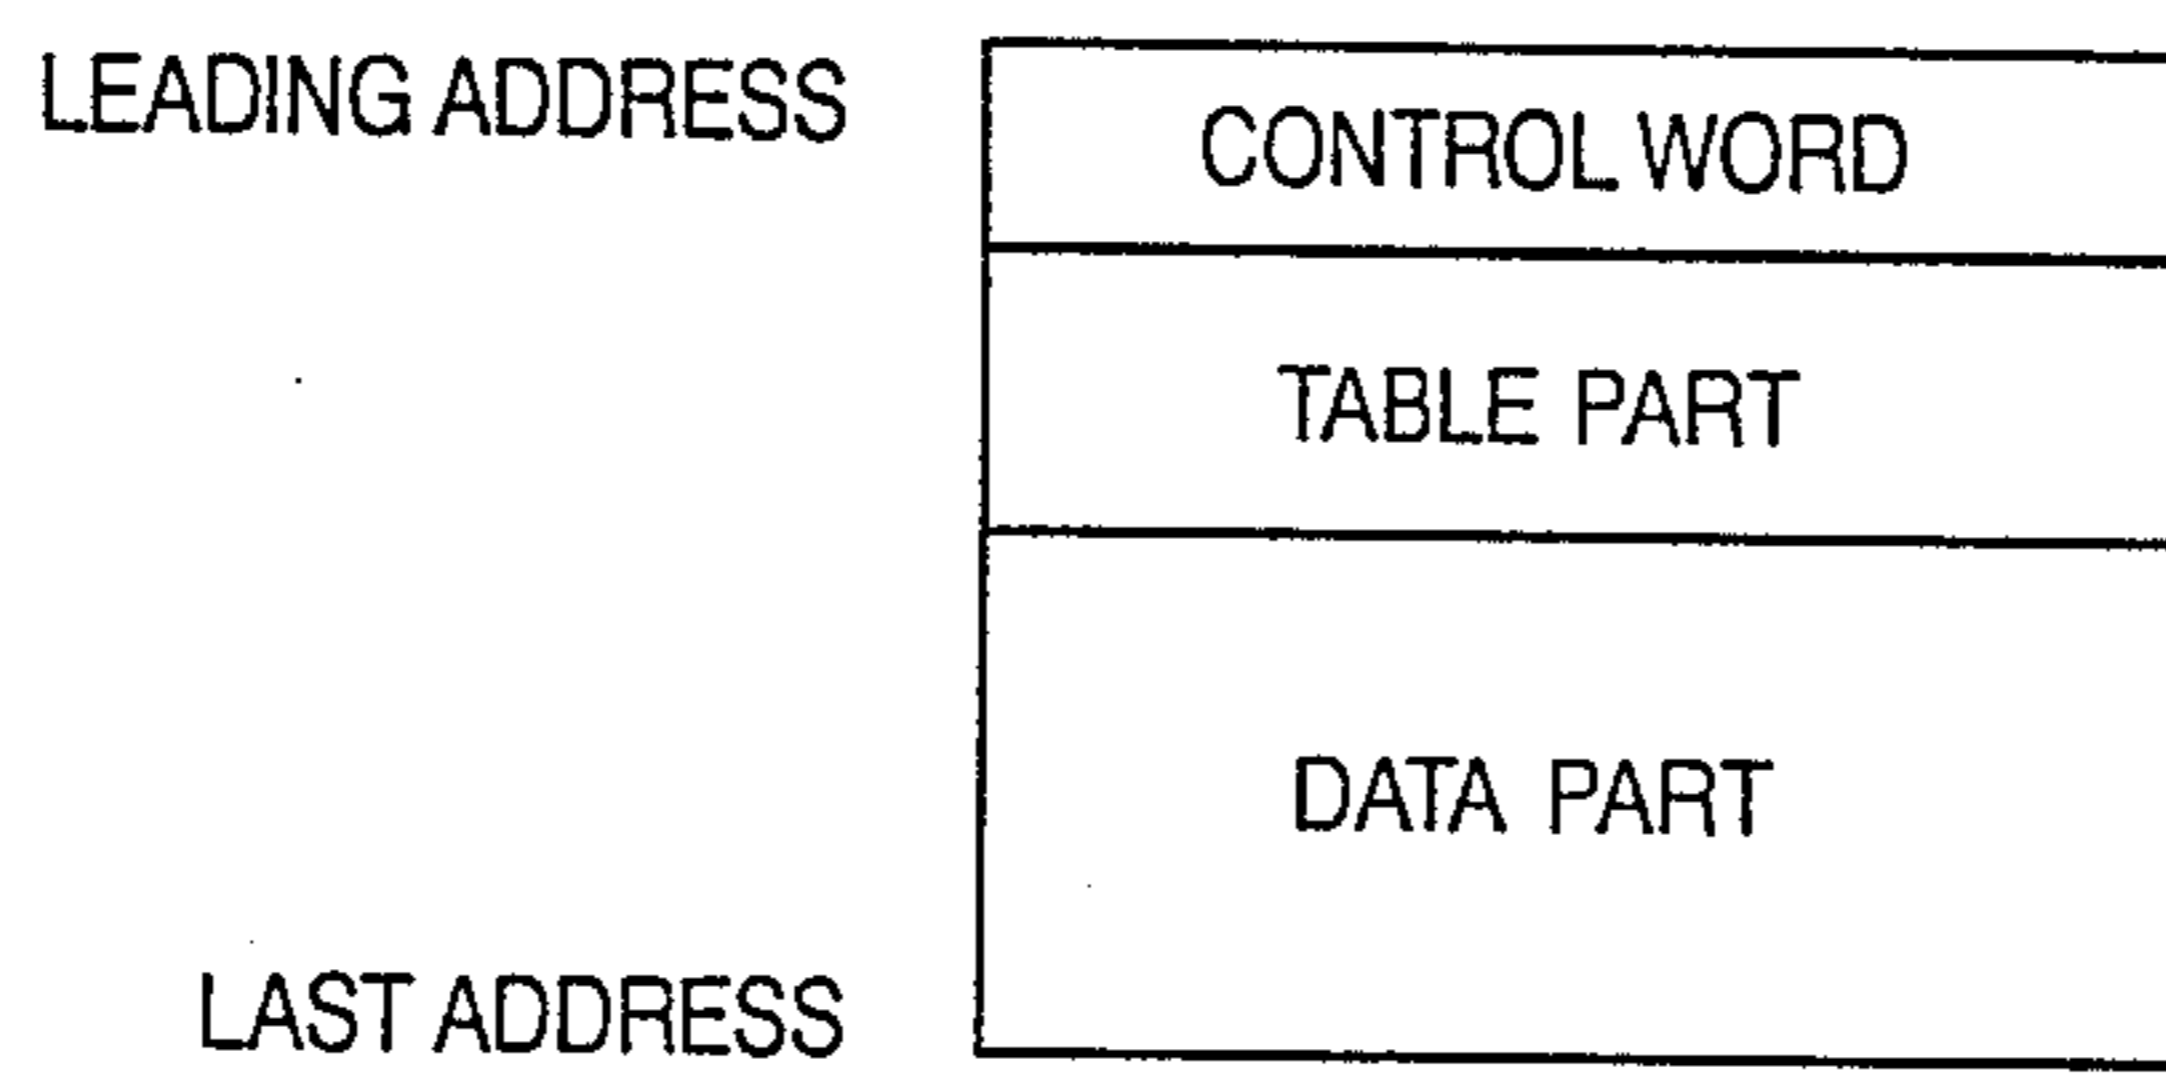 LEADING ADDRESS
CONTROL WORD
TABLE PART
DATA PART
LAST ADDRESS